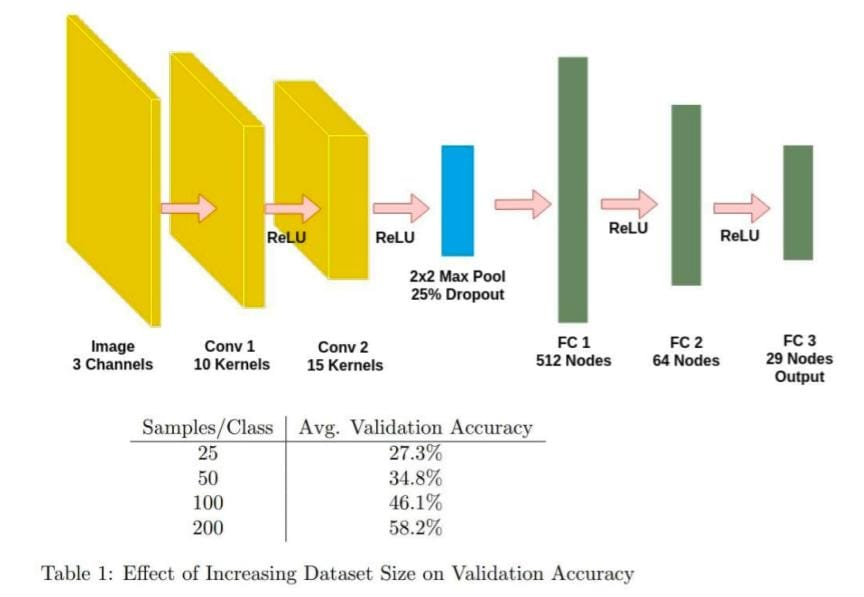 ReLU
ReLU
ReLU
ReLU
2x2 Max Pool
25% Dropout
Image
3 Channels
Conv 1
10 Kernels
Conv 2
15 Kernels
FC 1
512 Nodes
FC 2
64 Nodes
FC 3
29 Nodes
Output
Samples/Class Avg. Validation Accuracy
25 27.3%
50 34.8%
100 46.1%
200 58.2%
Table 1: Effect of Increasing Dataset Size on Validation Accuracy